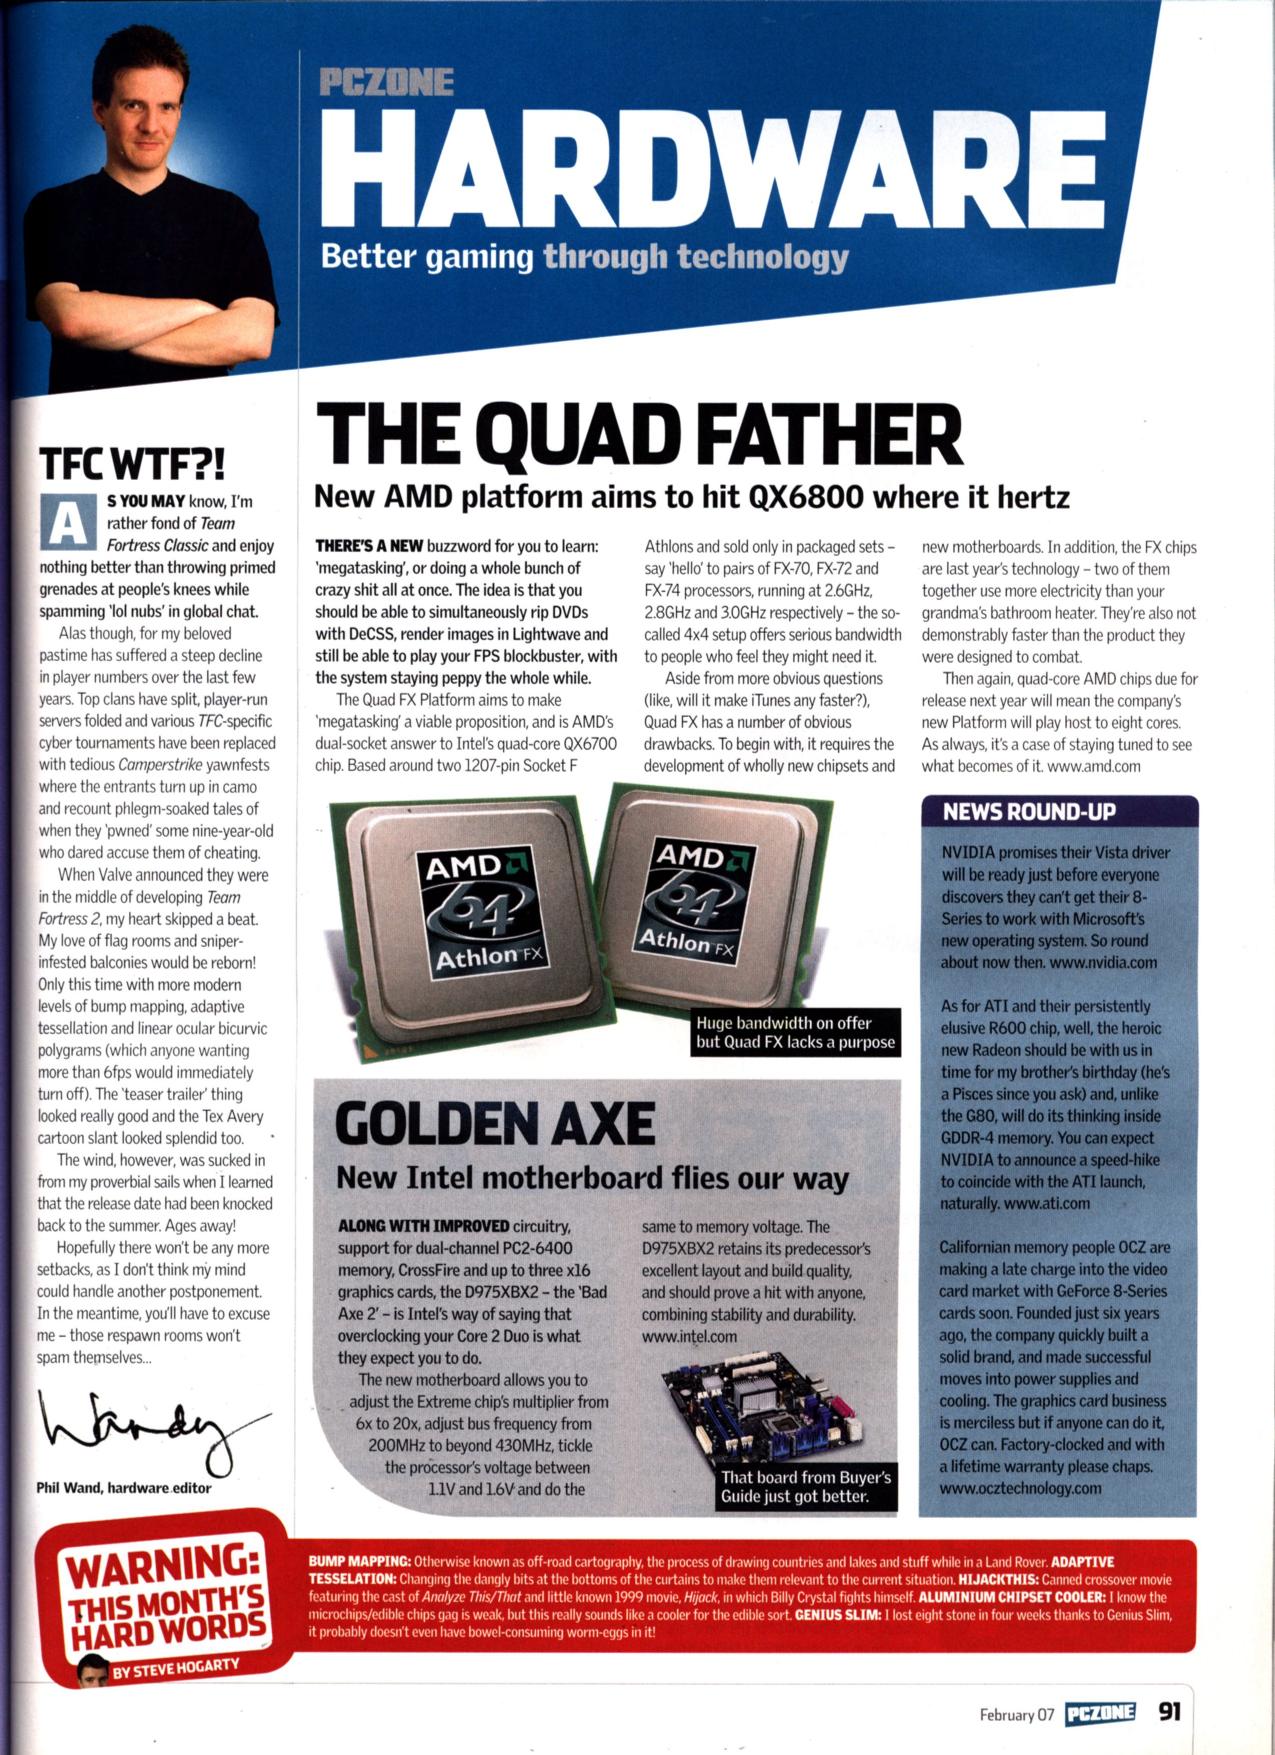 PCZONE
HARDWARE
Better gaming through technology
TFC WTF?!
AS YOU MAY know, I'm
rather fond of Team
Fortress Classic and enjoy
nothing better than throwing primed
grenades at people's knees while
spamming 'lol nubs' in global chat.
Alas though, for my beloved
pastime has suffered a steep decline
in player numbers over the last few
years. Top clans have split, player-run
servers folded and various TFC-specific
cyber tournaments have been replaced
with tedious Camperstrike yawnfests
where the entrants turn up in camo
and recount phlegm-soaked tales of
when they 'pwned' some nine-year-old
who dared accuse them of cheating.
When Valve announced they were
in the middle of developing Team
Fortress 2, my heart skipped a beat.
My love of flag rooms and sniper-
infested balconies would be reborn!
Only this time with more modern
levels of bump mapping, adaptive
tessellation and linear ocular bicurvic
polygrams (which anyone wanting
more than 6fps would immediately
turn off). The 'teaser trailer' thing
looked really good and the Tex Avery
cartoon slant looked splendid too.
The wind, however, was sucked in
from my proverbial sails when I learned
that the release date had been knocked
back to the summer. Ages away!
Hopefully there won't be any more
setbacks, as I don't think my mind
could handle another postponement.
In the meantime, you'll have to excuse
me – those respawn rooms won't
spam themselves...
Wandy
Phil Wand, hardware editor
THE QUAD FATHER
New AMD platform aims to hit QX6800 where it hertz
THERE'S A NEW buzzword for you to learn:
'megatasking', or doing a whole bunch of
crazy shit all at once. The idea is that you
should be able to simultaneously rip DVDs
with DeCSS, render images in Lightwave and
still be able to play your FPS blockbuster, with
the system staying peppy the whole while.
The Quad FX Platform aims to make
'megatasking' a viable proposition, and is AMD's
dual-socket answer to Intel's quad-core QX6700
chip. Based around two 1207-pin Socket F
Athlons and sold only in packaged sets –
say 'hello' to pairs of FX-70, FX-72 and
FX-74 processors, running at 2.6GHz,
2.8GHz and 3.0GHz respectively – the so-
called 4x4 setup offers serious bandwidth
to people who feel they might need it.
Aside from more obvious questions
(like, will it make iTunes any faster?),
Quad FX has a number of obvious
drawbacks. To begin with, it requires the
development of wholly new chipsets and
new motherboards. In addition, the FX chips
are last year's technology – two of them
together use more electricity than your
grandma's bathroom heater. They're also not
demonstrably faster than the product they
were designed to combat.
Then again, quad-core AMD chips due for
release next year will mean the company's
new Platform will play host to eight cores.
As always, it's a case of staying tuned to see
what becomes of it. www.amd.com
AMD
64
Athlon FX
AMD
64
Athlon FX
Huge bandwidth on offer
but Quad FX lacks a purpose
GOLDEN AXE
New Intel motherboard flies our way
ALONG WITH IMPROVED circuitry,
support for dual-channel PC2-6400
memory, CrossFire and up to three x16
graphics cards, the D975XBX2 – the 'Bad
Axe 2' – is Intel's way of saying that
overclocking your Core 2 Duo is what
they expect you to do.
The new motherboard allows you to
adjust the Extreme chip's multiplier from
6x to 20x, adjust bus frequency from
200MHz to beyond 430MHz, tickle
the processor's voltage between
1.1V and 1.6V and do the
same to memory voltage. The
D975XBX2 retains its predecessor's
excellent layout and build quality,
and should prove a hit with anyone,
combining stability and durability.
www.intel.com
That board from Buyer's
Guide just got better.
NEWS ROUND-UP
NVIDIA promises their Vista driver
will be ready just before everyone
discovers they can't get their 8-
Series to work with Microsoft's
new operating system. So round
about now then. www.nvidia.com
As for ATI and their persistently
elusive R600 chip, well, the heroic
new Radeon should be with us in
time for my brother's birthday (he's
a Pisces since you ask) and, unlike
the G80, will do its thinking inside
GDDR-4 memory. You can expect
NVIDIA to announce a speed-hike
to coincide with the ATI launch,
naturally. www.ati.com
Californian memory people OCZ are
making a late charge into the video
card market with GeForce 8-Series
cards soon. Founded just six years
ago, the company quickly built a
solid brand, and made successful
moves into power supplies and
cooling. The graphics card business
is merciless but if anyone can do it,
OCZ can. Factory-clocked and with
a lifetime warranty please chaps.
www.ocztechnology.com
WARNING:
THIS MONTH'S
HARD WORDS
BY STEVE HOGARTY
BUMP MAPPING: Otherwise known as off-road cartography, the process of drawing countries and lakes and stuff while in a Land Rover. ADAPTIVE
TESSELATION: Changing the dangly bits at the bottoms of the curtains to make them relevant to the current situation. HIJACKTHIS: Canned crossover movie
featuring the cast of Analyze This/That and little known 1999 movie, Hijack, in which Billy Crystal fights himself. ALUMINIUM CHIPSET COOLER: I know the
microchips/edible chips gag is weak, but this really sounds like a cooler for the edible sort. GENIUS SLIM: I lost eight stone in four weeks thanks to Genius Slim,
it probably doesn't even have bowel-consuming worm-eggs in it!
February 07 PCZONE 91